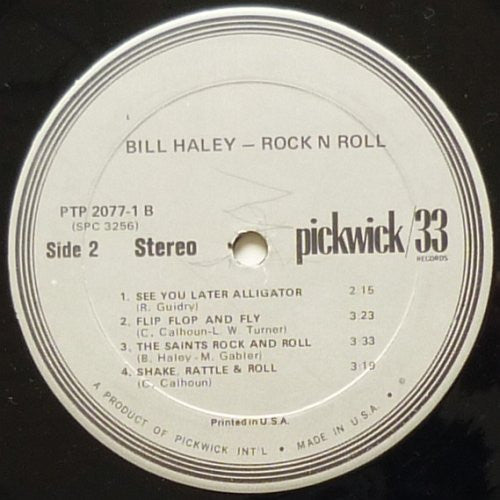 BILL HALEY – ROCK N ROLL
PTP 2077-1 B
(SPC 3256)
Side 2 Stereo
pickwick/33
RECORDS
1. SEE YOU LATER ALLIGATOR 2:15
(R. Guidry)
2. FLIP FLOP AND FLY 3:23
(C. Calhoun-L. W. Turner)
3. THE SAINTS ROCK AND ROLL 3:33
(B. Haley-M. Gabler)
4. SHAKE, RATTLE & ROLL 3:19
(C. Calhoun)
Printed in U.S.A.
A PRODUCT OF PICKWICK INT'L • MADE IN U.S.A. • ©